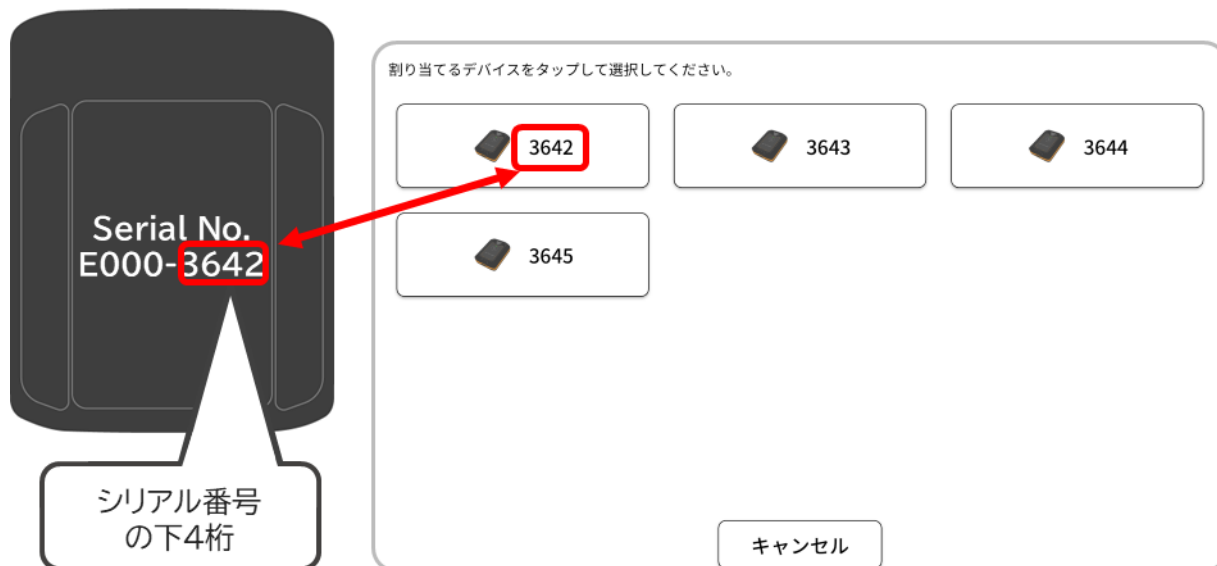 Serial No.
E000-3642
シリアル番号
の下4桁
割り当てるデバイスをタップして選択してください。
3642
3643
3644
3645
キャンセル